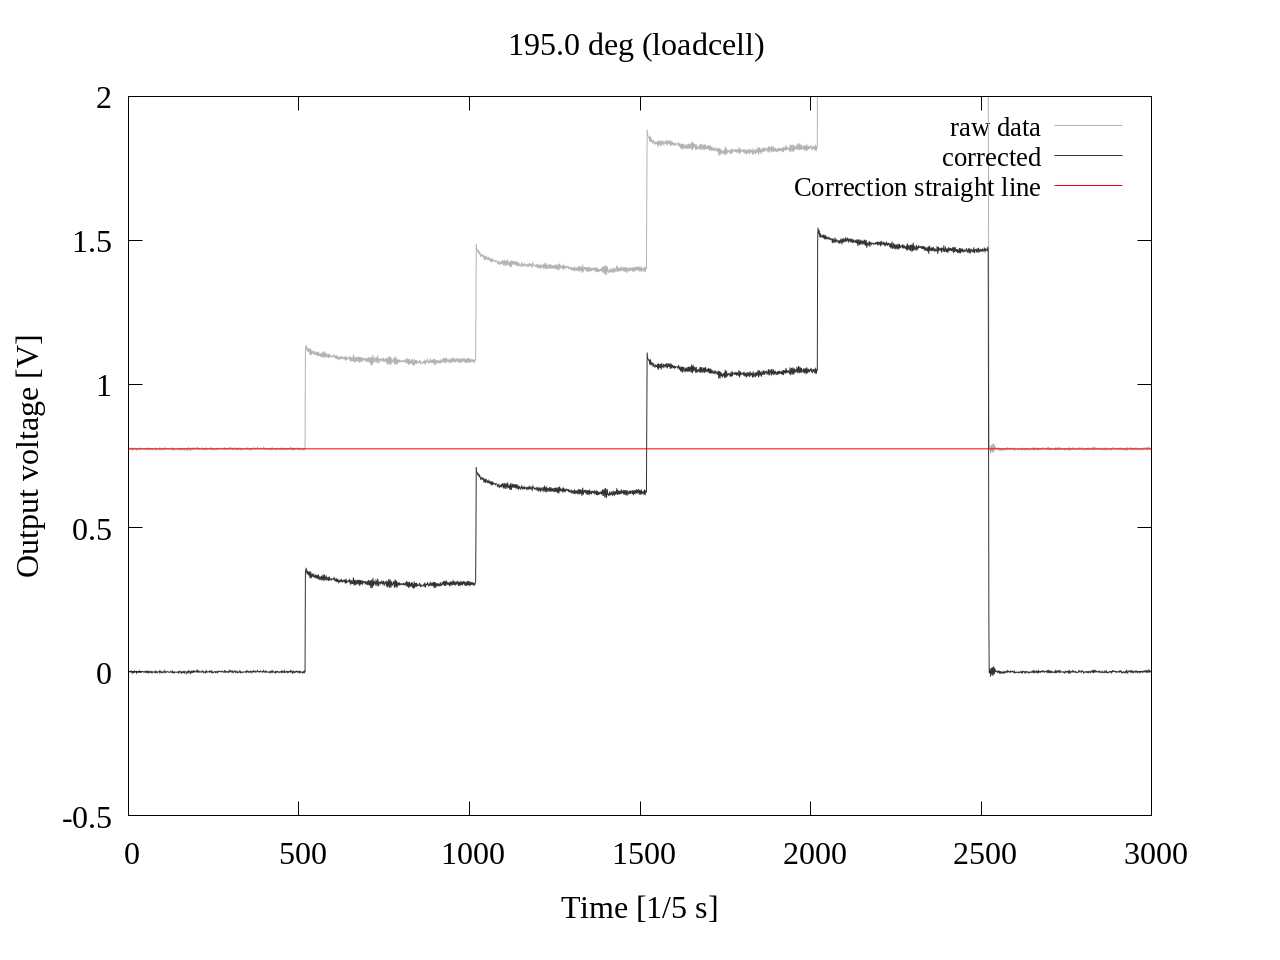 195.0 deg (loadcell)
2
1.5
1
0.5
0
-0.5
Output voltage [V]
raw data
corrected
Correction straight line
0 500 1000 1500 2000 2500 3000
Time [1/5 s]